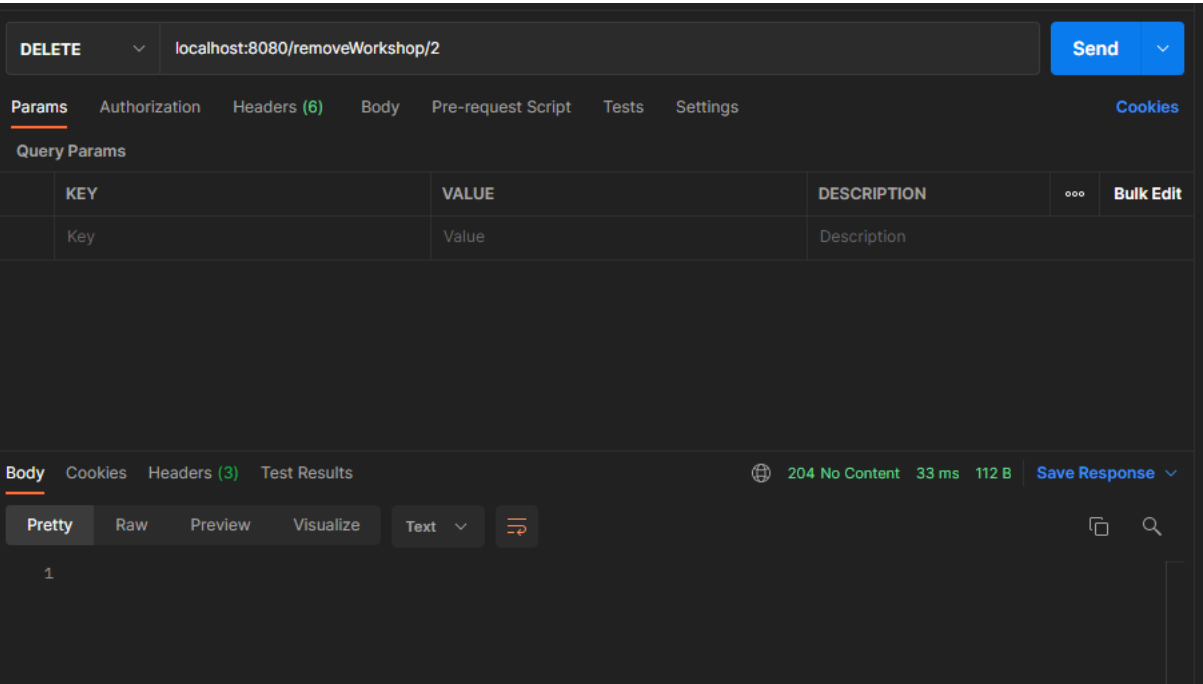 DELETE localhost:8080/removeWorkshop/2 Send
Params Authorization Headers (6) Body Pre-request Script Tests Settings Cookies
Query Params
KEY VALUE DESCRIPTION ooo Bulk Edit
Key Value Description
Body Cookies Headers (3) Test Results 204 No Content 33 ms 112 B Save Response
Pretty Raw Preview Visualize Text
1